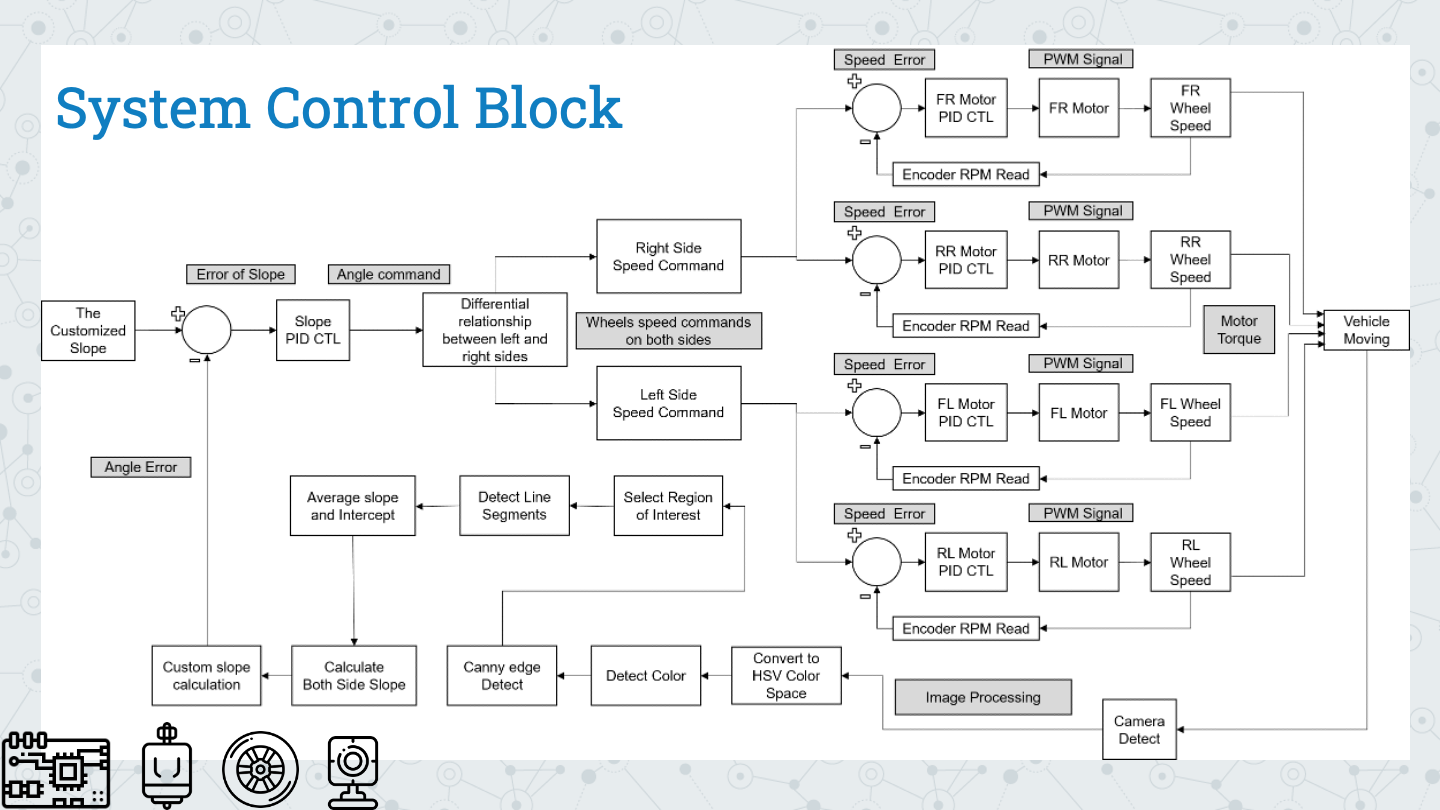 System Control Block
Speed  Error
PWM Signal
FR Motor
PID CTL
FR Motor
FR
Wheel
Speed
Encoder RPM Read
Speed  Error
PWM Signal
RR Motor
PID CTL
RR Motor
RR
Wheel
Speed
Encoder RPM Read
Right Side
Speed Command
Error of Slope
Angle command
The
Customized
Slope
Slope
PID CTL
Differential
relationship
between left and
right sides
Wheels speed commands
on both sides
Motor
Torque
Vehicle
Moving
Left Side
Speed Command
Speed  Error
PWM Signal
FL Motor
PID CTL
FL Motor
FL Wheel
Speed
Encoder RPM Read
Angle Error
Average slope
and Intercept
Detect Line
Segments
Select Region
of Interest
Speed  Error
PWM Signal
RL Motor
PID CTL
RL Motor
RL
Wheel
Speed
Encoder RPM Read
Custom slope
calculation
Calculate
Both Side Slope
Canny edge
Detect
Detect Color
Convert to
HSV Color
Space
Image Processing
Camera
Detect